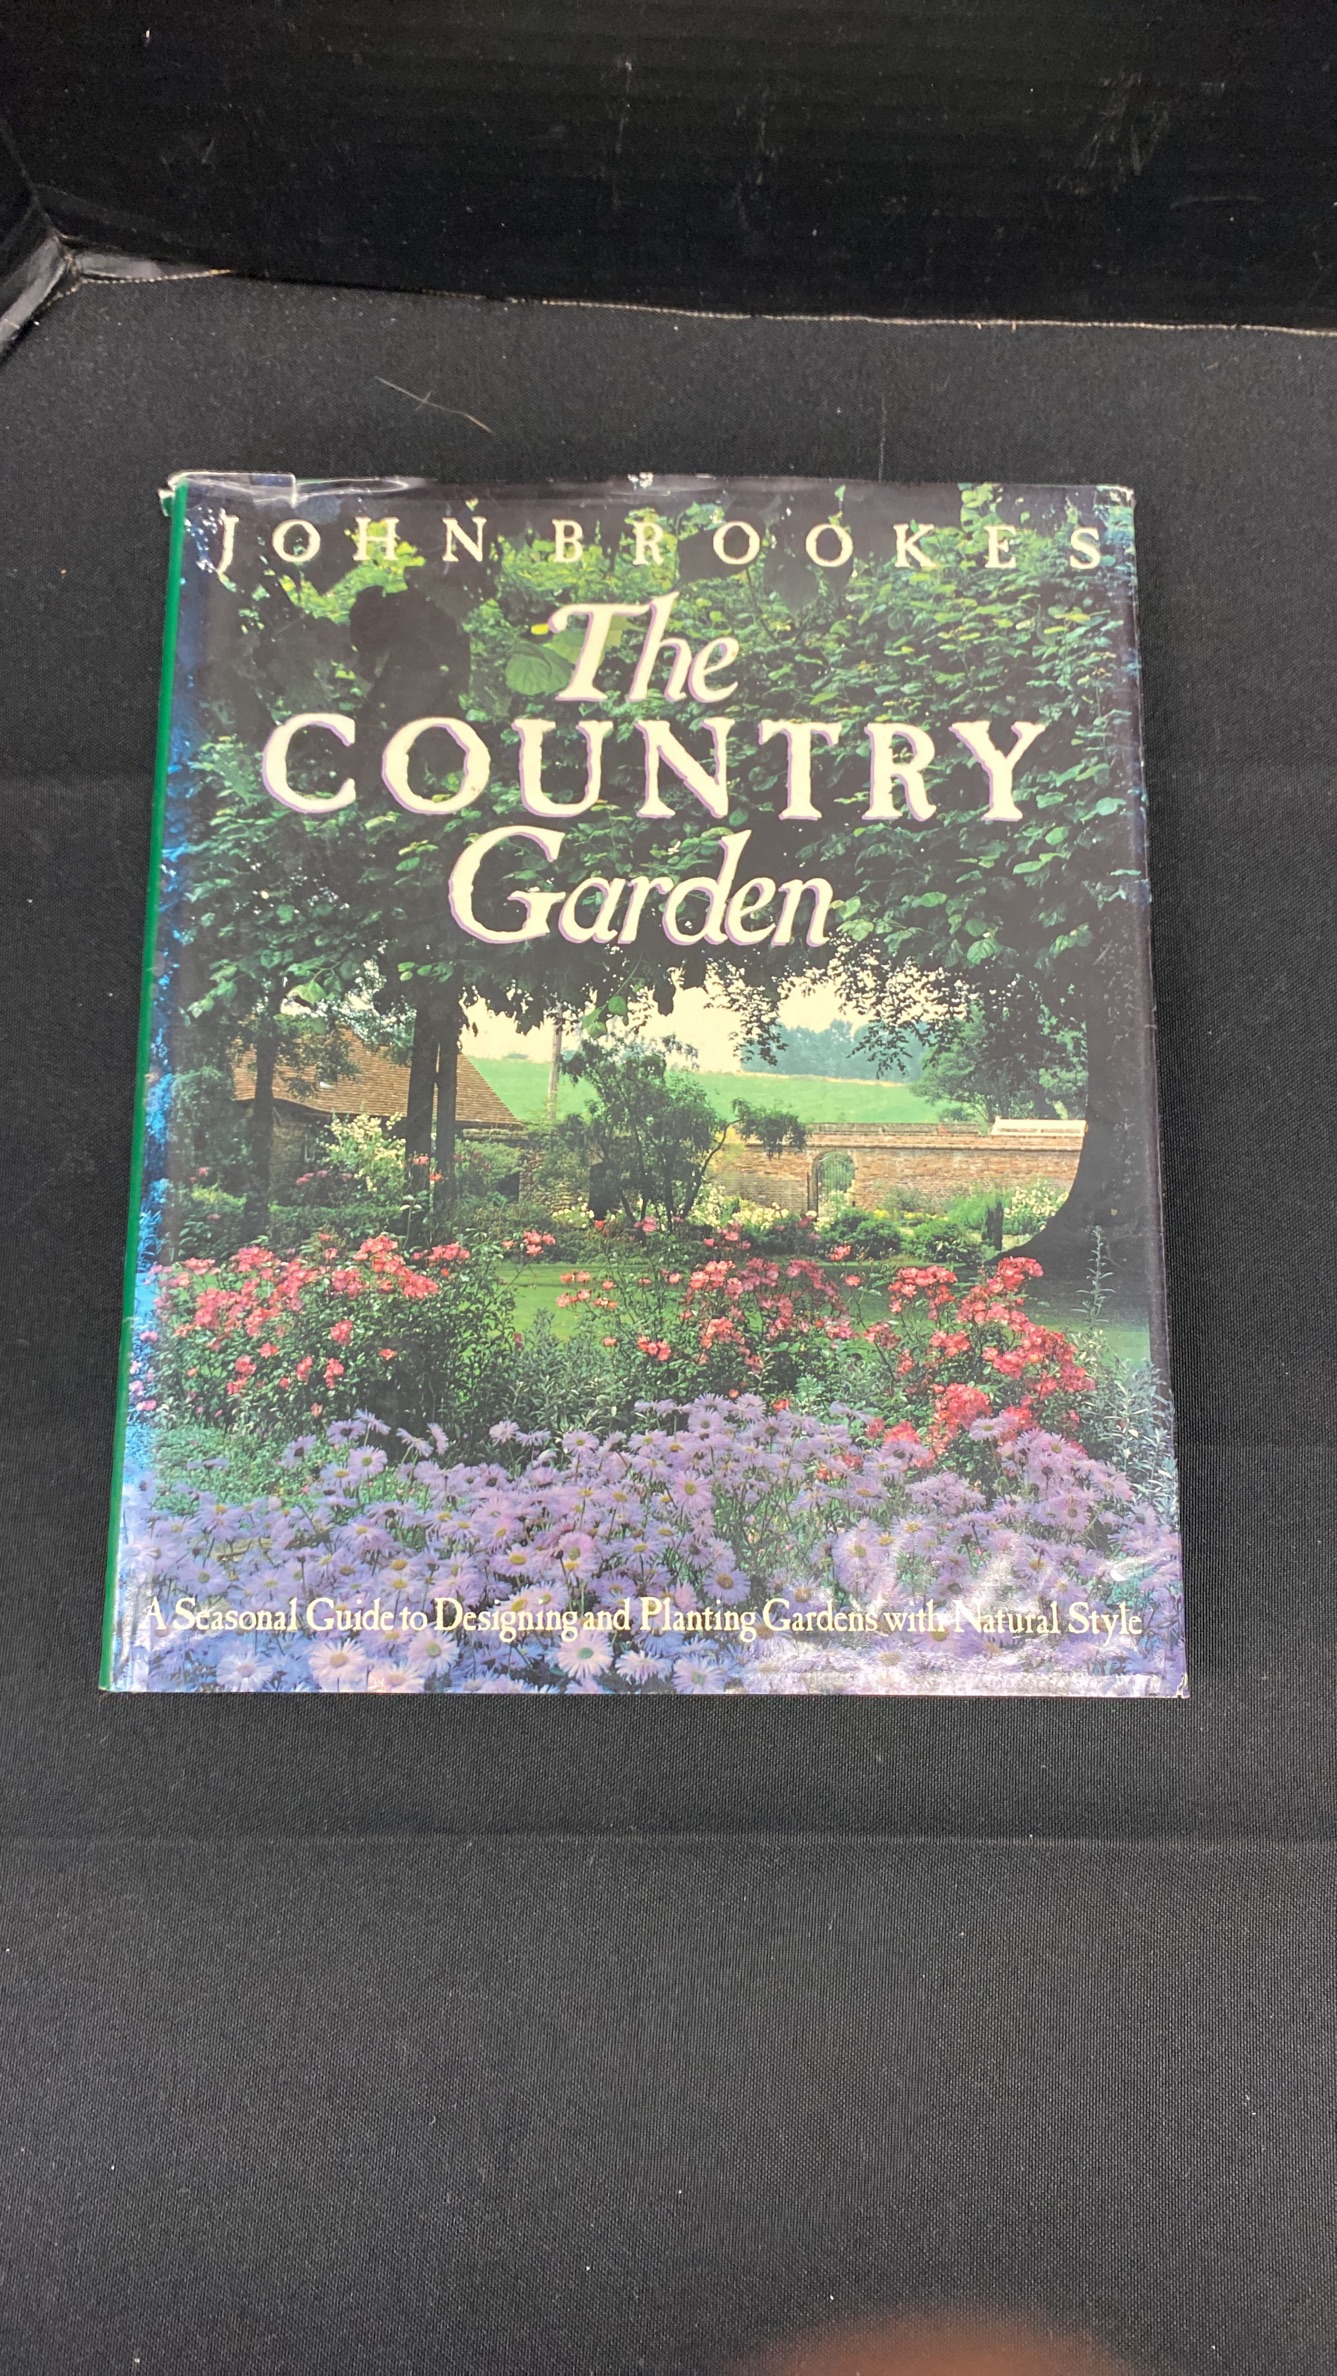 JOHN BROOKES
The
COUNTRY
Garden
A Seasonal Guide to Designing and Planting Gardens with Natural Style